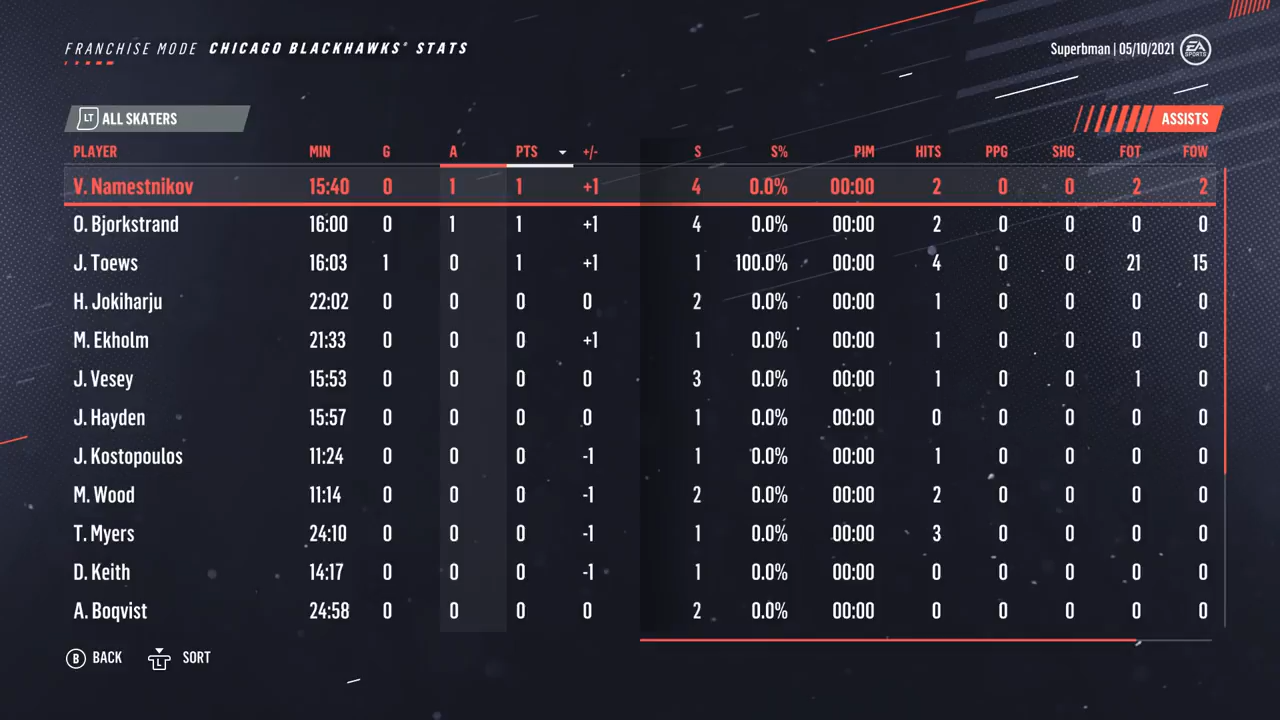 FRANCHISE MODE CHICAGO BLACKHAWKS' STATS
Superbman | 05/10/2021 EA SPORTS
LT ALL SKATERS
ASSISTS
PLAYER MIN G A PTS +/- S S% PIM HITS PPG SHG FOT FOW
V. Namestnikov 15:40 0 1 1 +1 4 0.0% 00:00 2 0 0 2 2
O. Bjorkstrand 16:00 0 1 1 +1 4 0.0% 00:00 2 0 0 0 0
J. Toews 16:03 1 0 1 +1 1 100.0% 00:00 4 0 0 21 15
H. Jokiharju 22:02 0 0 0 0 2 0.0% 00:00 1 0 0 0 0
M. Ekholm 21:33 0 0 0 +1 1 0.0% 00:00 1 0 0 0 0
J. Vesey 15:53 0 0 0 0 3 0.0% 00:00 1 0 0 1 0
J. Hayden 15:57 0 0 0 0 1 0.0% 00:00 0 0 0 0 0
J. Kostopoulos 11:24 0 0 0 -1 1 0.0% 00:00 1 0 0 0 0
M. Wood 11:14 0 0 0 -1 2 0.0% 00:00 2 0 0 0 0
T. Myers 24:10 0 0 0 -1 1 0.0% 00:00 3 0 0 0 0
D. Keith 14:17 0 0 0 -1 1 0.0% 00:00 0 0 0 0 0
A. Boqvist 24:58 0 0 0 0 2 0.0% 00:00 0 0 0 0 0
B BACK L SORT